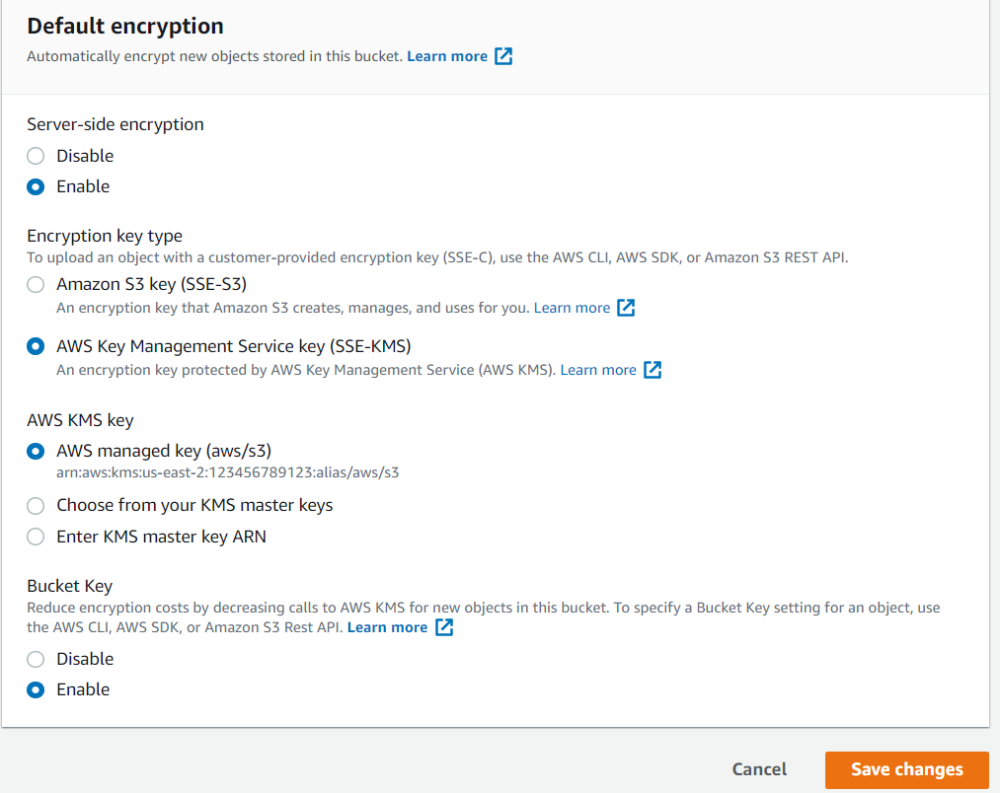 Default encryption
Automatically encrypt new objects stored in this bucket. Learn more
Server-side encryption
Disable
Enable
Encryption key type
To upload an object with a customer-provided encryption key (SSE-C), use the AWS CLI, AWS SDK, or Amazon S3 REST API.
Amazon S3 key (SSE-S3)
An encryption key that Amazon S3 creates, manages, and uses for you. Learn more
AWS Key Management Service key (SSE-KMS)
An encryption key protected by AWS Key Management Service (AWS KMS). Learn more
AWS KMS key
AWS managed key (aws/s3)
arn:aws:kms:us-east-2:123456789123:alias/aws/s3
Choose from your KMS master keys
Enter KMS master key ARN
Bucket Key
Reduce encryption costs by decreasing calls to AWS KMS for new objects in this bucket. To specify a Bucket Key setting for an object, use
the AWS CLI, AWS SDK, or Amazon S3 Rest API. Learn more
Disable
Enable
Cancel Save changes